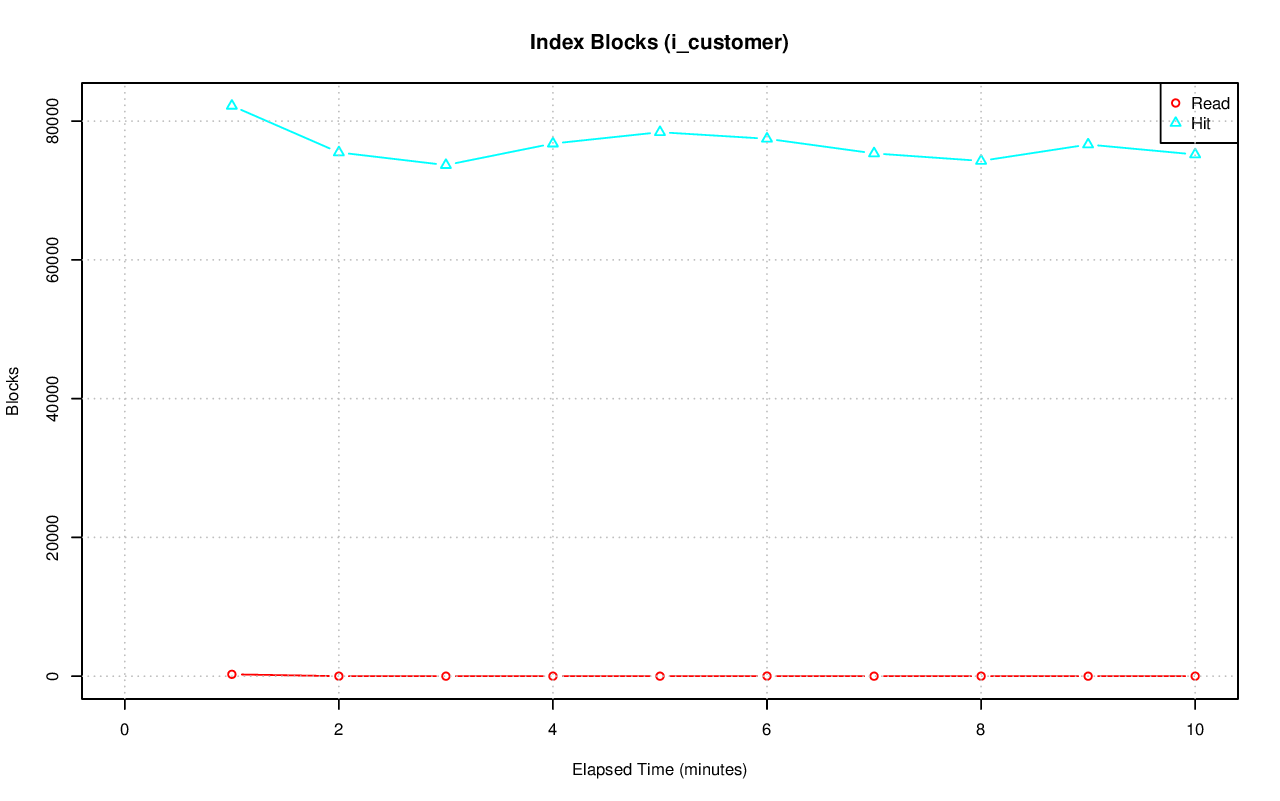 Index Blocks (i_customer)
Read
Hit
80000
60000
40000
20000
0
Blocks
0 2 4 6 8 10
Elapsed Time (minutes)